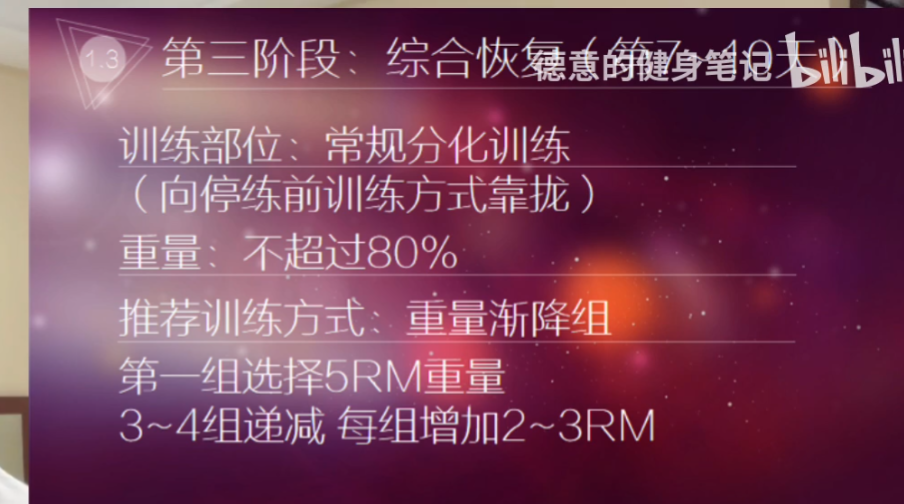 1.3
第三阶段：综合恢复（第7~10天）
德意的健身笔记 bilibili
训练部位：常规分化训练
（向停练前训练方式靠拢）
重量：不超过80%
推荐训练方式：重量渐降组
第一组选择5RM重量
3~4组递减 每组增加2~3RM